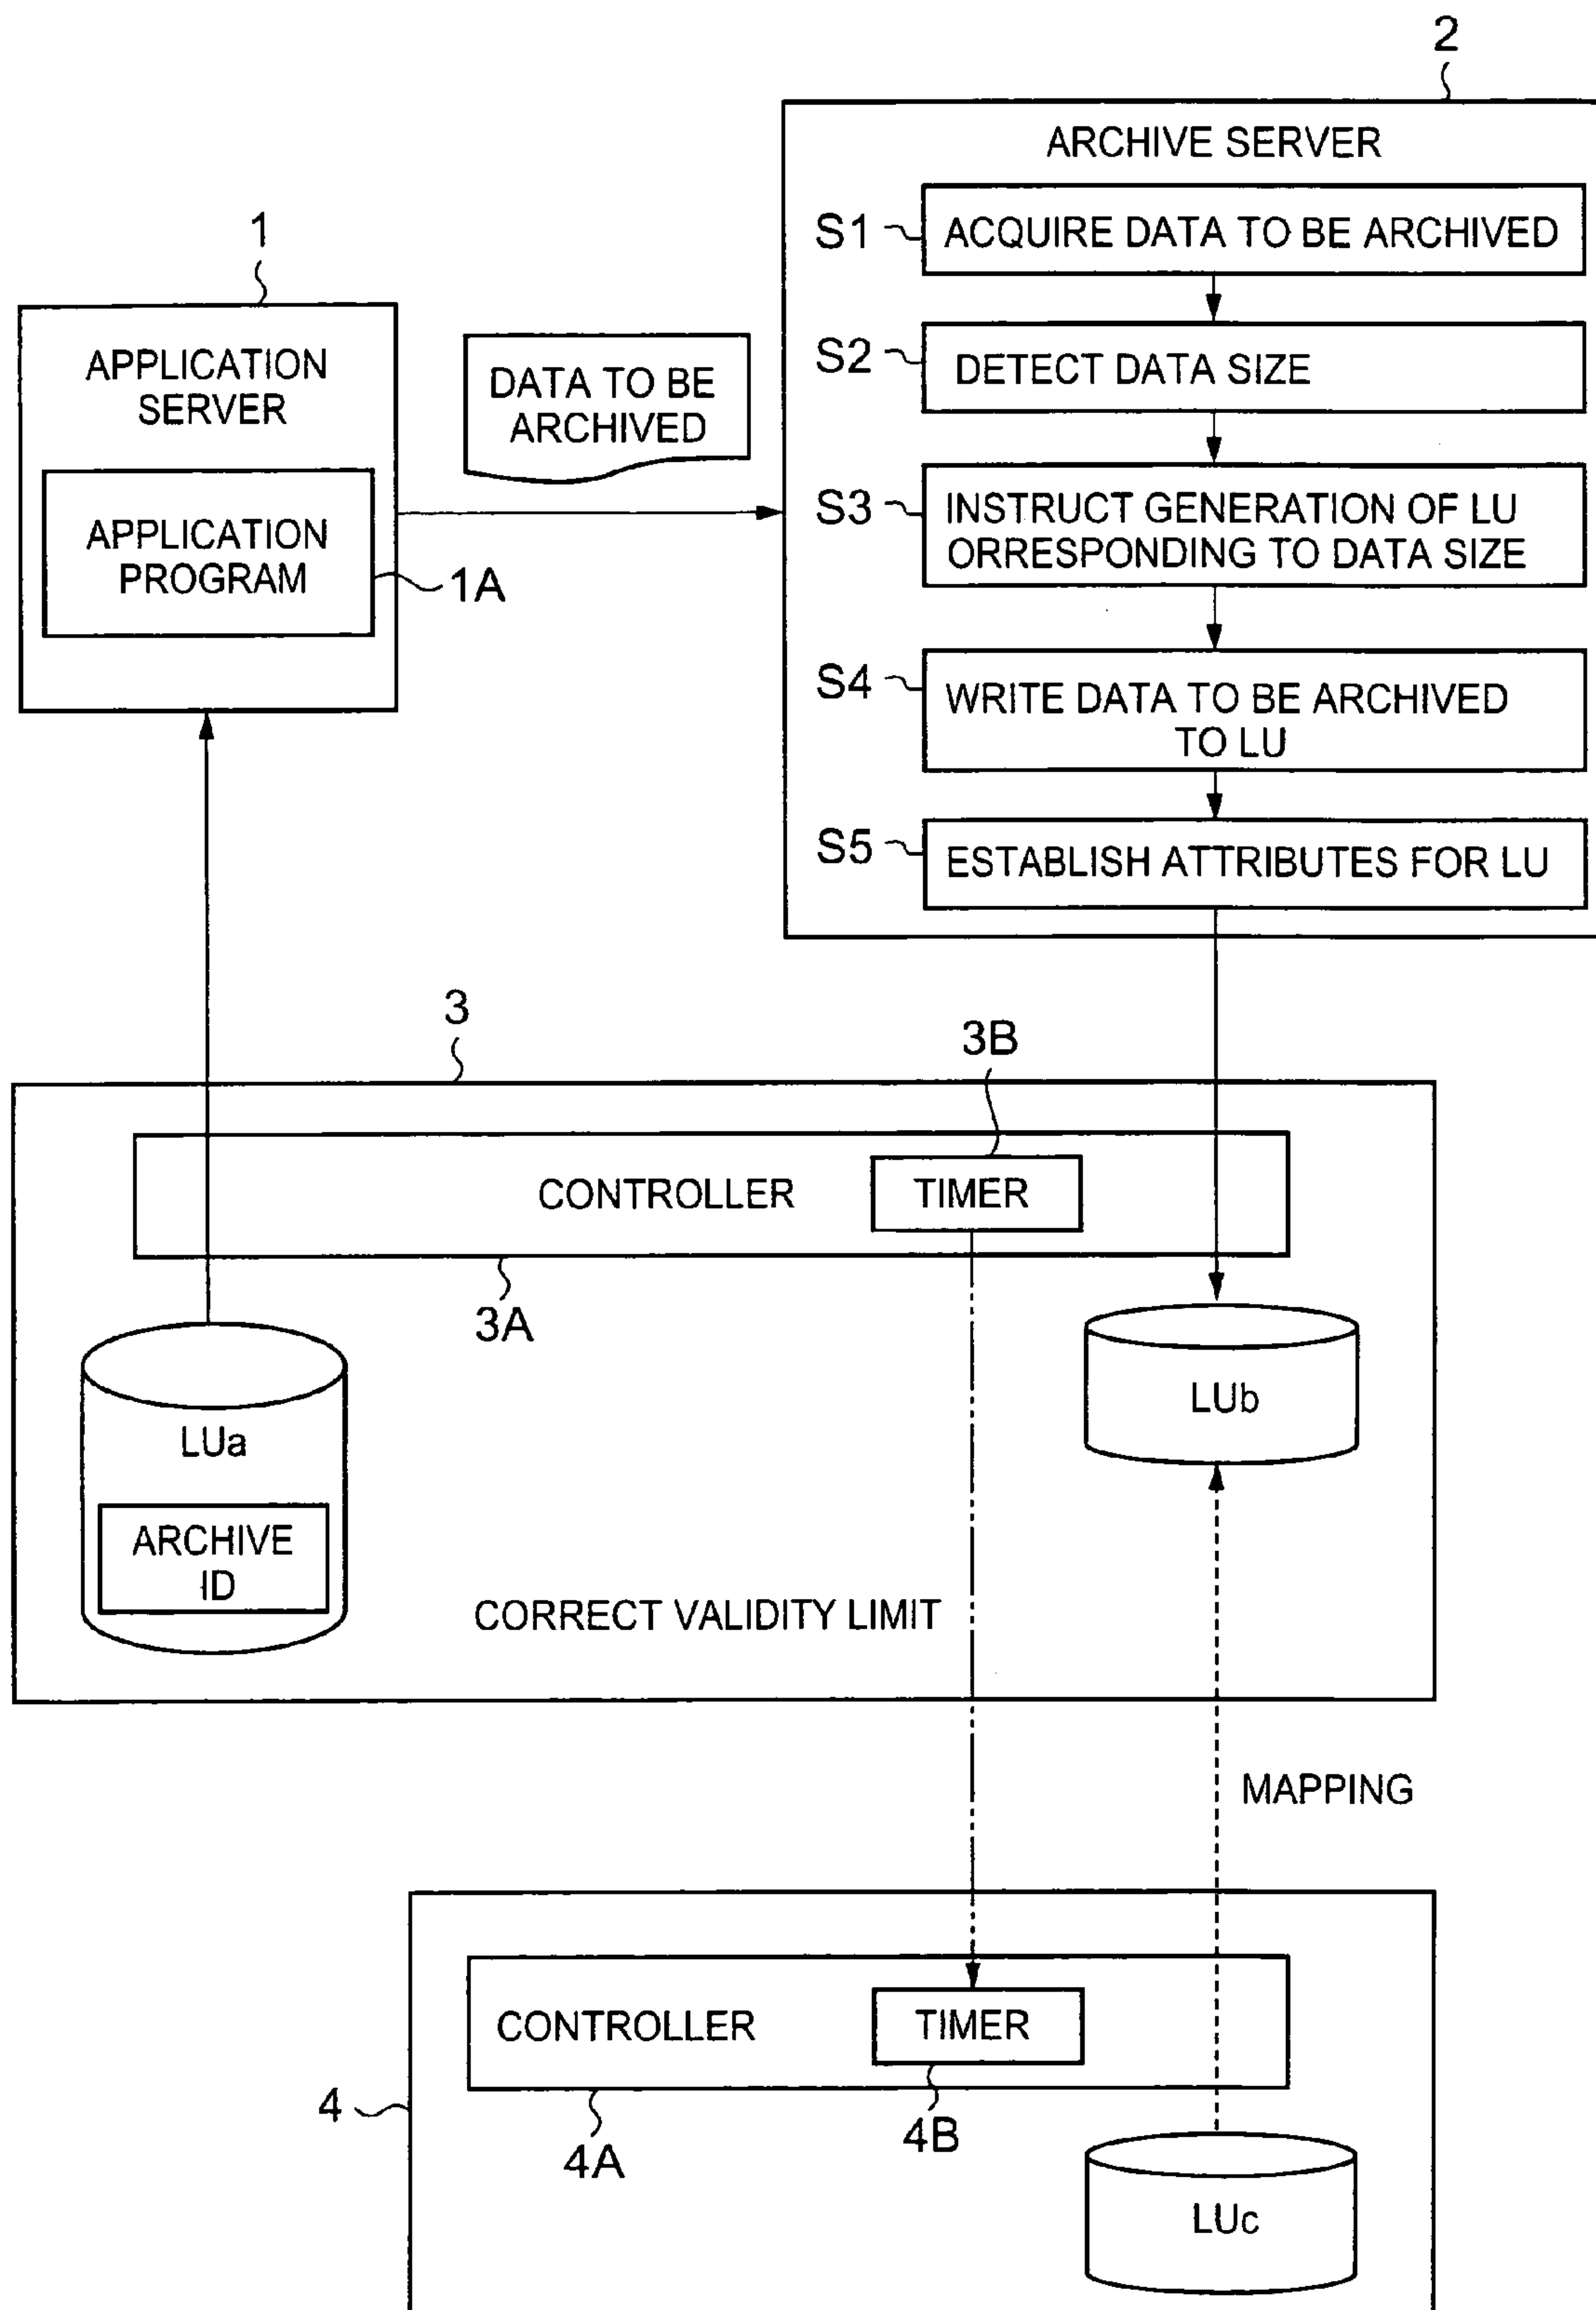 2
ARCHIVE SERVER
S1
ACQUIRE DATA TO BE ARCHIVED
1
S2
DETECT DATA SIZE
APPLICATION
SERVER
DATA TO BE
ARCHIVED
S3
INSTRUCT GENERATION OF LU
ORRESPONDING TO DATA SIZE
APPLICATION
PROGRAM
1A
S4
WRITE DATA TO BE ARCHIVED
TO LU
S5
ESTABLISH ATTRIBUTES FOR LU
3
3B
CONTROLLER
TIMER
3A
LUa
LUb
ARCHIVE
ID
CORRECT VALIDITY LIMIT
MAPPING
CONTROLLER
TIMER
4
4A
4B
LUc